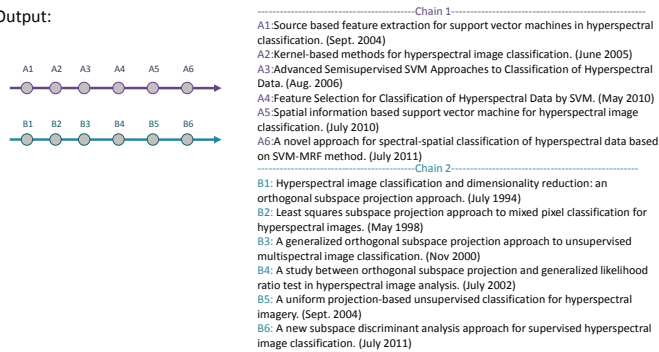 Output:
A1 A2 A3 A4 A5 A6
B1 B2 B3 B4 B5 B6
----------------------------------------Chain 1----------------------------------------
A1:Source based feature extraction for support vector machines in hyperspectral
classification. (Sept. 2004)
A2:Kernel-based methods for hyperspectral image classification. (June 2005)
A3:Advanced Semisupervised SVM Approaches to Classification of Hyperspectral
Data. (Aug. 2006)
A4:Feature Selection for Classification of Hyperspectral Data by SVM. (May 2010)
A5:Spatial information based support vector machine for hyperspectral image
classification. (July 2010)
A6:A novel approach for spectral-spatial classification of hyperspectral data based
on SVM-MRF method. (July 2011)
----------------------------------------Chain 2----------------------------------------
B1: Hyperspectral image classification and dimensionality reduction: an
orthogonal subspace projection approach. (July 1994)
B2: Least squares subspace projection approach to mixed pixel classification for
hyperspectral images. (May 1998)
B3: A generalized orthogonal subspace projection approach to unsupervised
multispectral image classification. (Nov 2000)
B4: A study between orthogonal subspace projection and generalized likelihood
ratio test in hyperspectral image analysis. (July 2002)
B5: A uniform projection-based unsupervised classification for hyperspectral
imagery. (Sept. 2004)
B6: A new subspace discriminant analysis approach for supervised hyperspectral
image classification. (July 2011)